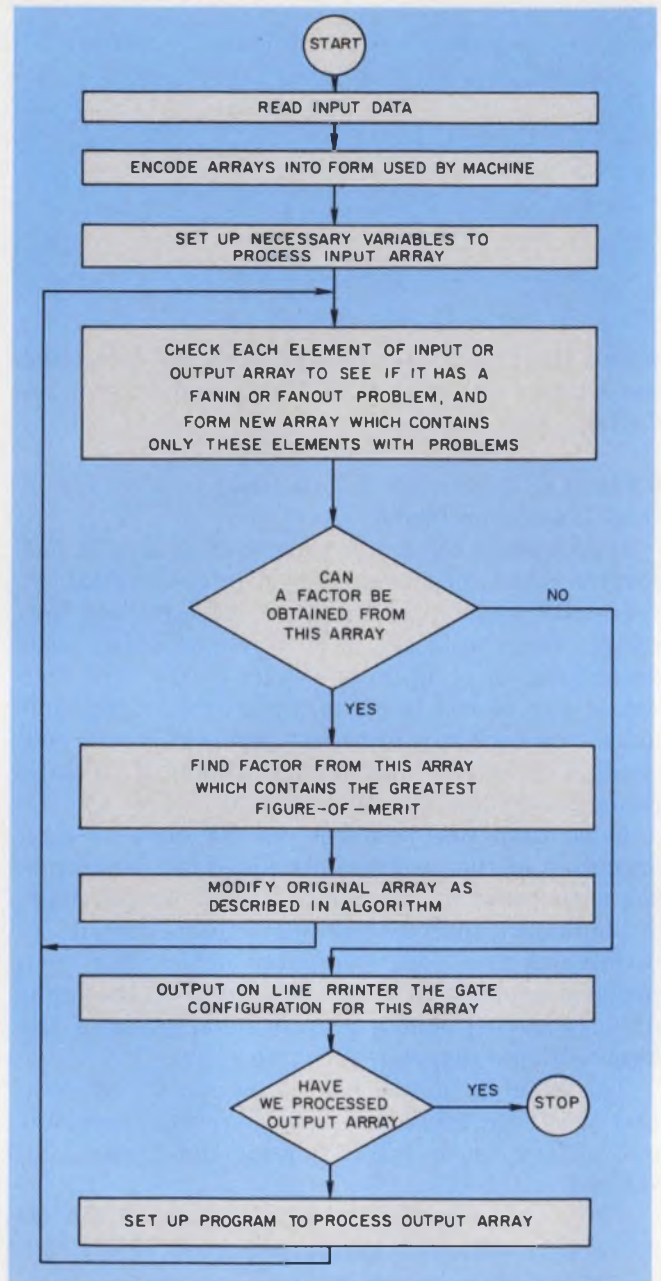 START
READ INPUT DATA
ENCODE ARRAYS INTO FORM USED BY MACHINE
SET UP NECESSARY VARIABLES TO
PROCESS INPUT ARRAY
CHECK EACH ELEMENT OF INPUT OR
OUTPUT ARRAY TO SEE IF IT HAS A
FANIN OR FANOUT PROBLEM, AND
FORM NEW ARRAY WHICH CONTAINS
ONLY THESE ELEMENTS WITH PROBLEMS
CAN
A FACTOR BE
OBTAINED FROM
THIS ARRAY
NO
YES
FIND FACTOR FROM THIS ARRAY
WHICH CONTAINS THE GREATEST
FIGURE-OF-MERIT
MODIFY ORIGINAL ARRAY AS
DESCRIBED IN ALGORITHM
OUTPUT ON LINE RRINTER THE GATE
CONFIGURATION FOR THIS ARRAY
HAVE
WE PROCESSED
OUTPUT ARRAY
YES
STOP
SET UP PROGRAM TO PROCESS OUTPUT ARRAY